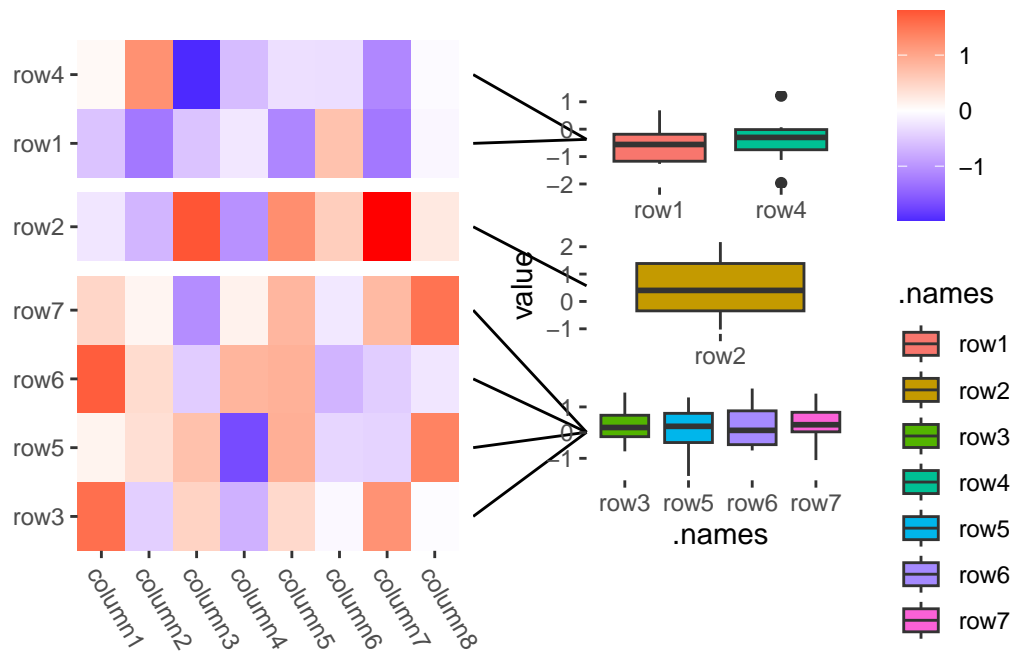 row4
row1
row2
row7
row6
row5
row3
column1
column2
column3
column4
column5
column6
column7
column8
1
0
−1
−2
row1
row4
value
2
1
0
−1
row2
1
0
−1
row3
row5
row6
row7
.names
1
0
−1
.names
row1
row2
row3
row4
row5
row6
row7